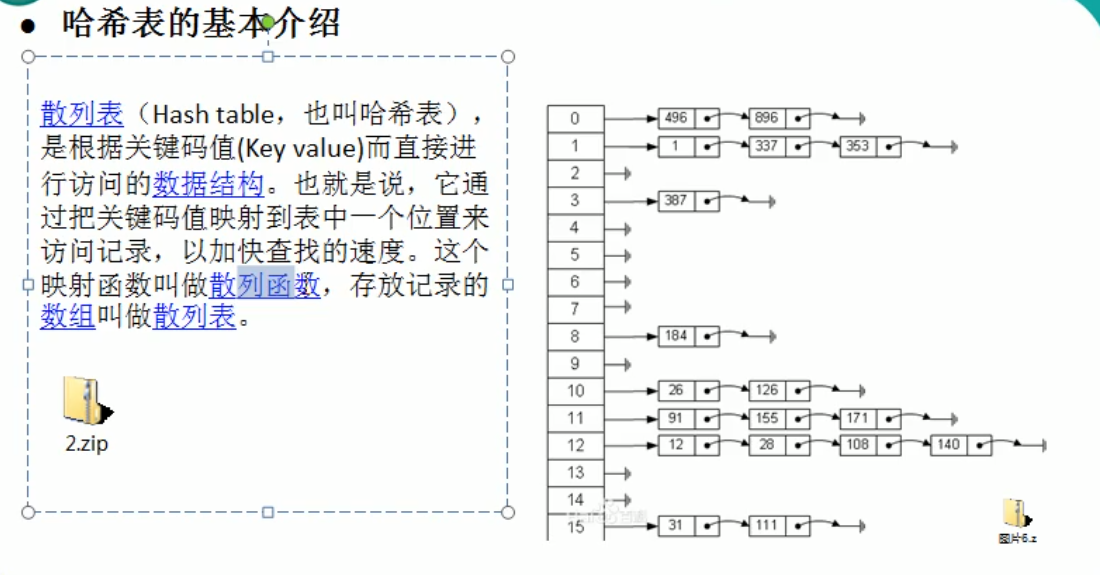 ● 哈希表的基本介绍
散列表（Hash table，也叫哈希表），
是根据关键码值(Key value)而直接进
行访问的数据结构。也就是说，它通
过把关键码值映射到表中一个位置来
访问记录，以加快查找的速度。这个
映射函数叫做散列函数，存放记录的
数组叫做散列表。
2.zip
0 496 896
1 1 337 353
2
3 387
4
5
6
7
8 184
9
10 26 126
11 91 155 171
12 12 28 108 140
13
14
15 31 111
图片6.z